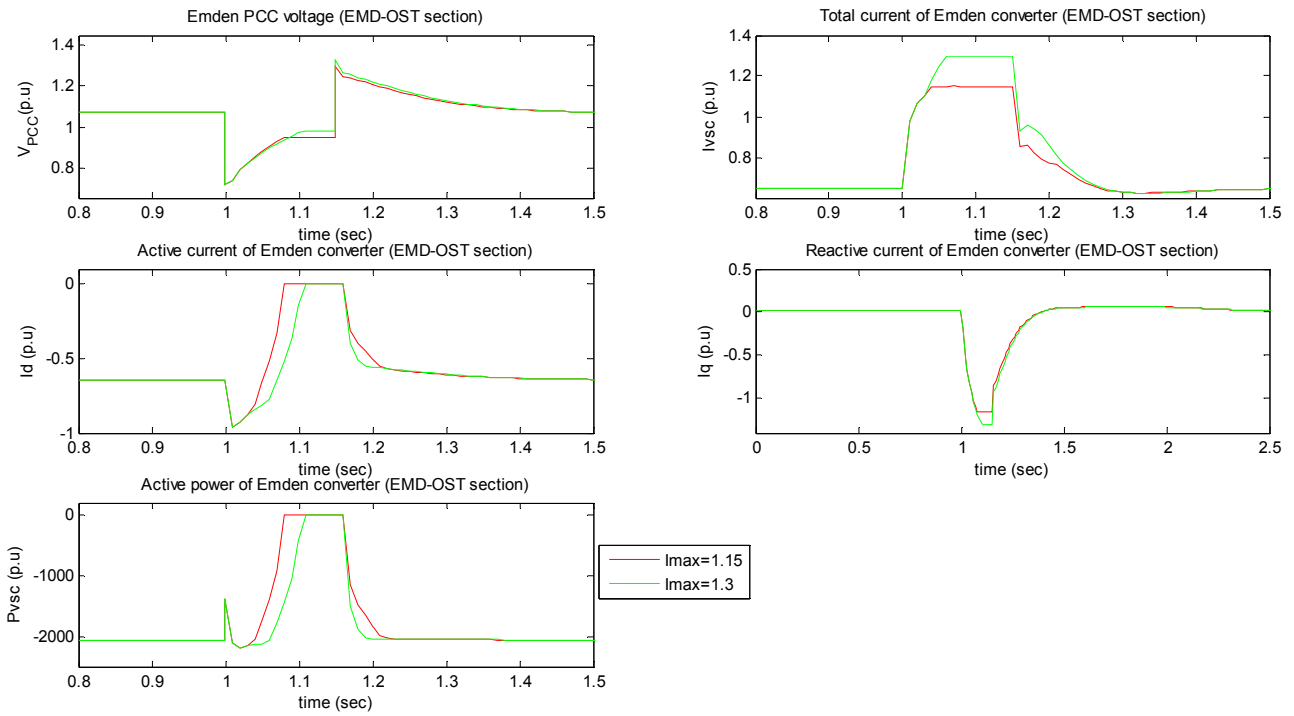 Emden PCC voltage (EMD-OST section)
V_PCC(p.u)
1.4
1.2
1
0.8
0.8 0.9 1 1.1 1.2 1.3 1.4 1.5
time (sec)
Total current of Emden converter (EMD-OST section)
Ivsc (p.u)
1.4
1.2
1
0.8
0.8 0.9 1 1.1 1.2 1.3 1.4 1.5
time (sec)
Active current of Emden converter (EMD-OST section)
Id (p.u)
0
-0.5
-1
0.8 0.9 1 1.1 1.2 1.3 1.4 1.5
time (sec)
Reactive current of Emden converter (EMD-OST section)
Iq (p.u)
0.5
0
-0.5
-1
0 0.5 1 1.5 2 2.5
time (sec)
Active power of Emden converter (EMD-OST section)
Pvsc (p.u)
0
-1000
-2000
0.8 0.9 1 1.1 1.2 1.3 1.4 1.5
time (sec)
Imax=1.15
Imax=1.3